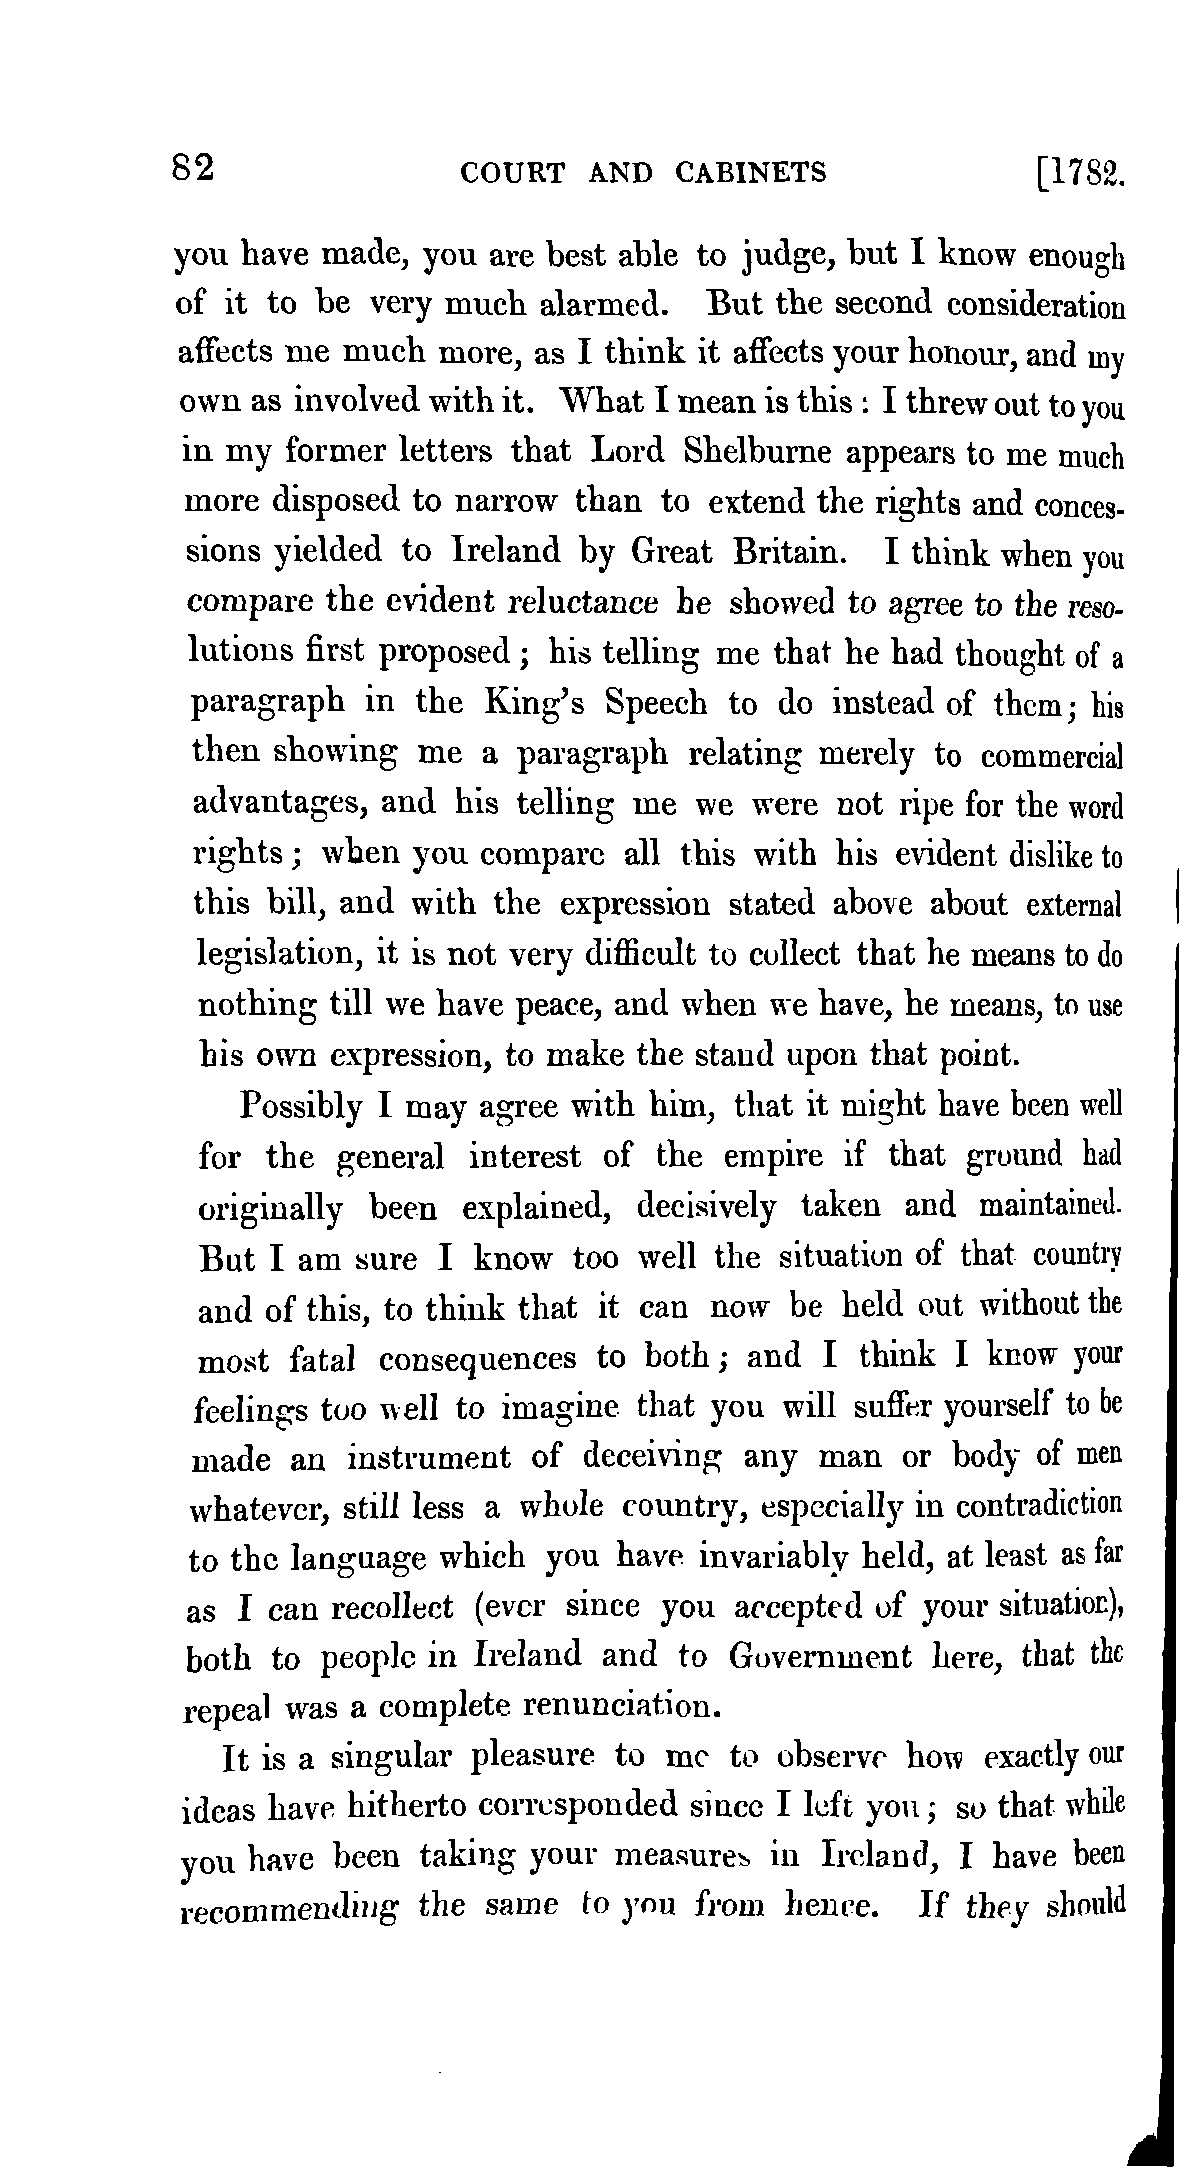 82 COURT AND CABINETS [1782.
you have made, you are best able to judge, but I know enough
of it to be very much alarmed. But the second consideration
affects me much more, as I think it affects your honour, and my
own as involved with it. What I mean is this : I threw out to you
in my former letters that Lord Shelburne appears to me much
more disposed to narrow than to extend the rights and conces-
sions yielded to Ireland by Great Britain. I think when you
compare the evident reluctance he showed to agree to the reso-
lutions first proposed ; his telling me that he had thought of a
paragraph in the King's Speech to do instead of them; his
then showing me a paragraph relating merely to commercial
advantages, and his telling me we were not ripe for the word
rights ; when you compare all this with his evident dislike to
this bill, and with the expression stated above about external
legislation, it is not very difficult to collect that he means to do
nothing till we have peace, and when we have, he means, to use
his own expression, to make the stand upon that point.
Possibly I may agree with him, that it might have been well
for the general interest of the empire if that ground had
originally been explained, decisively taken and maintained.
But I am sure I know too well the situation of that country
and of this, to think that it can now be held out without the
most fatal consequences to both ; and I think I know your
feelings too well to imagine that you will suffer yourself to be
made an instrument of deceiving any man or body of men
whatever, still less a whole country, especially in contradiction
to the language which you have invariably held, at least as far
as I can recollect (ever since you accepted of your situation),
both to people in Ireland and to Government here, that the
repeal was a complete renunciation.
It is a singular pleasure to me to observe how exactly our
ideas have hitherto corresponded since I left you ; so that while
you have been taking your measures in Ireland, I have been
recommending the same to you from hence. If they should